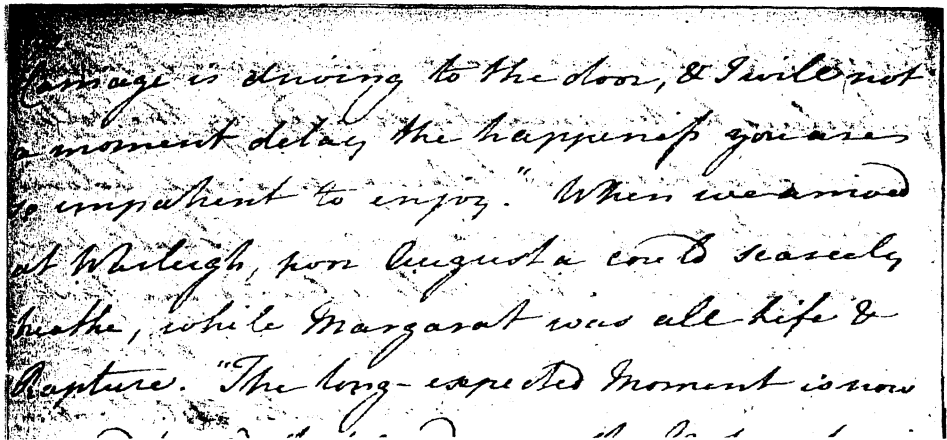 Carriage is driving to the door, & I will not
a moment delay the happiness you are
so impatient to enjoy." When we arrived
at Warleigh, poor Augusta could scarcely
breathe, while Margarat was all Life &
Rapture. "The long-expected Moment is now